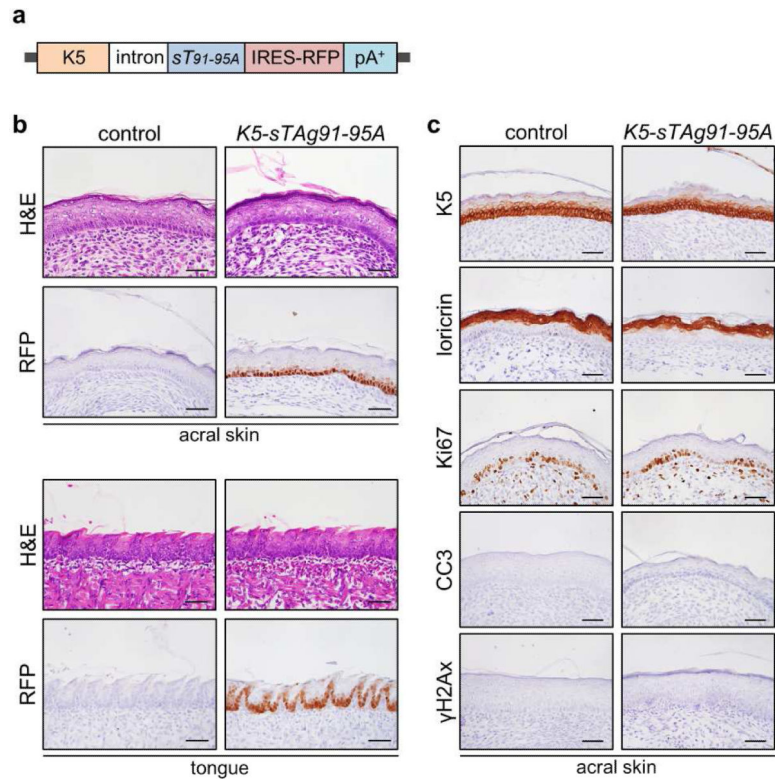 a
K5 intron sT91-95A IRES-RFP pA+
b
control K5-sTAg91-95A
H&E
RFP
acral skin
H&E
RFP
tongue
c
control K5-sTAg91-95A
K5
loricrin
Ki67
CC3
γH2Ax
acral skin